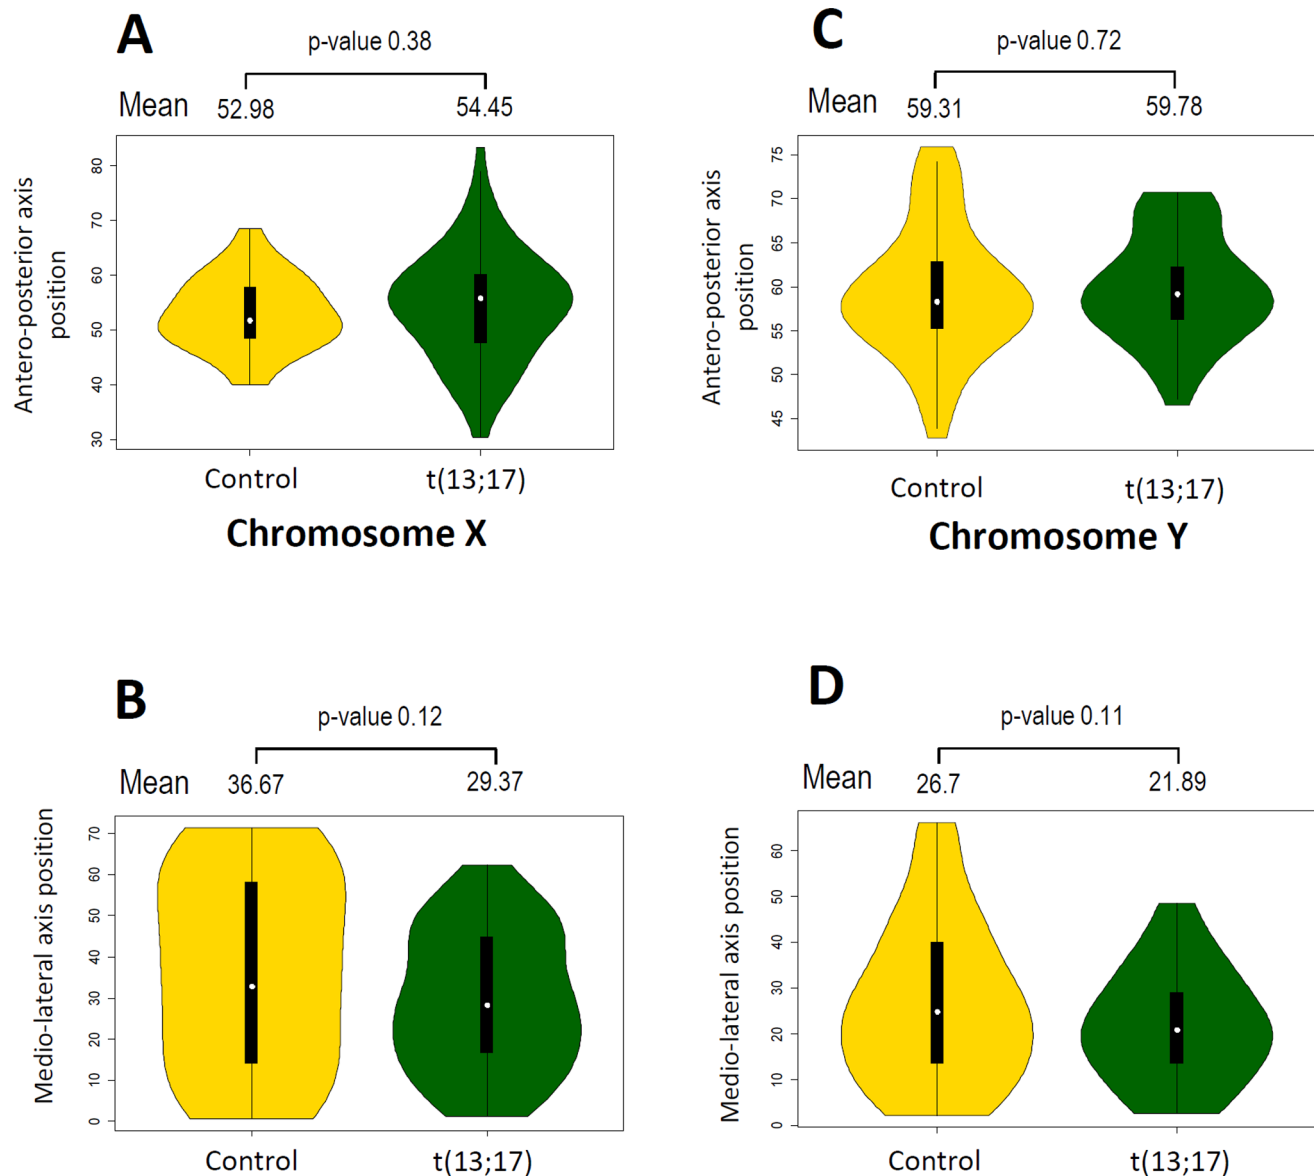 A
p-value 0.38
Mean 52.98 54.45
Antero-posterior axis
position
80
70
60
50
40
30
Control t(13;17)
Chromosome X
C
p-value 0.72
Mean 59.31 59.78
Antero-posterior axis
position
75
70
65
60
55
50
45
Control t(13;17)
Chromosome Y
B
p-value 0.12
Mean 36.67 29.37
Medio-lateral axis position
70
60
50
40
30
20
10
0
Control t(13;17)
D
p-value 0.11
Mean 26.7 21.89
Medio-lateral axis position
60
50
40
30
20
10
0
Control t(13;17)